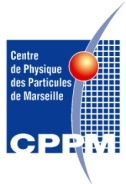 Centre
de Physique
des Particules
de Marseille
CPPM